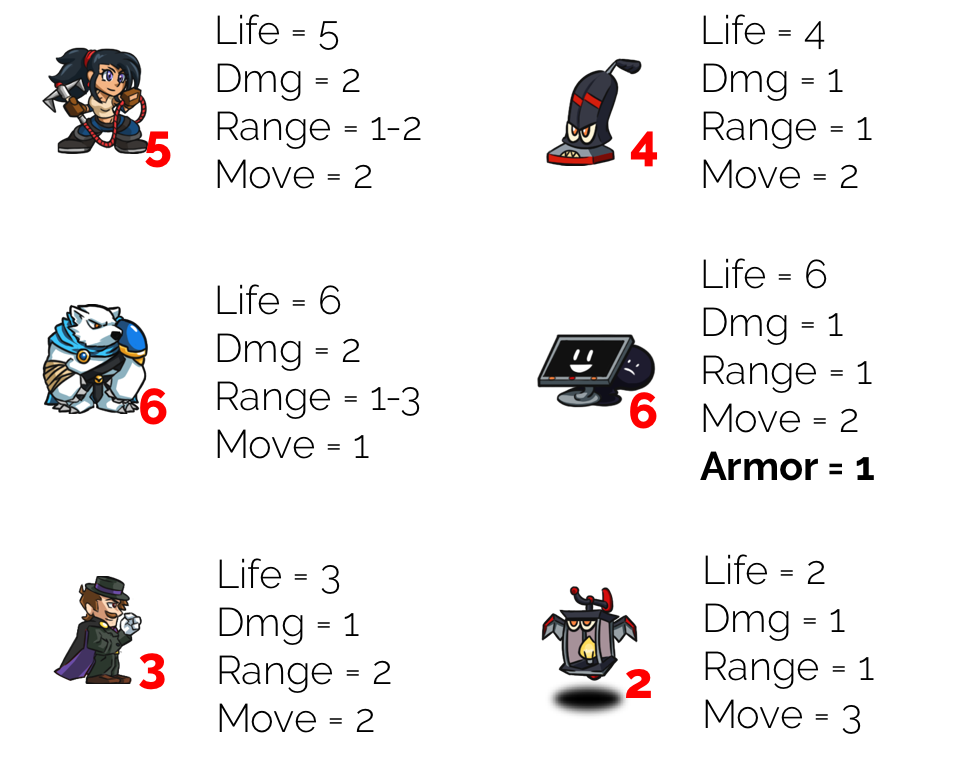 Life = 5
Dmg = 2
Range = 1-2
Move = 2
5
Life = 4
Dmg = 1
Range = 1
Move = 2
4
Life = 6
Dmg = 2
Range = 1-3
Move = 1
6
Life = 6
Dmg = 1
Range = 1
Move = 2
Armor = 1
6
Life = 3
Dmg = 1
Range = 2
Move = 2
3
Life = 2
Dmg = 1
Range = 1
Move = 3
2